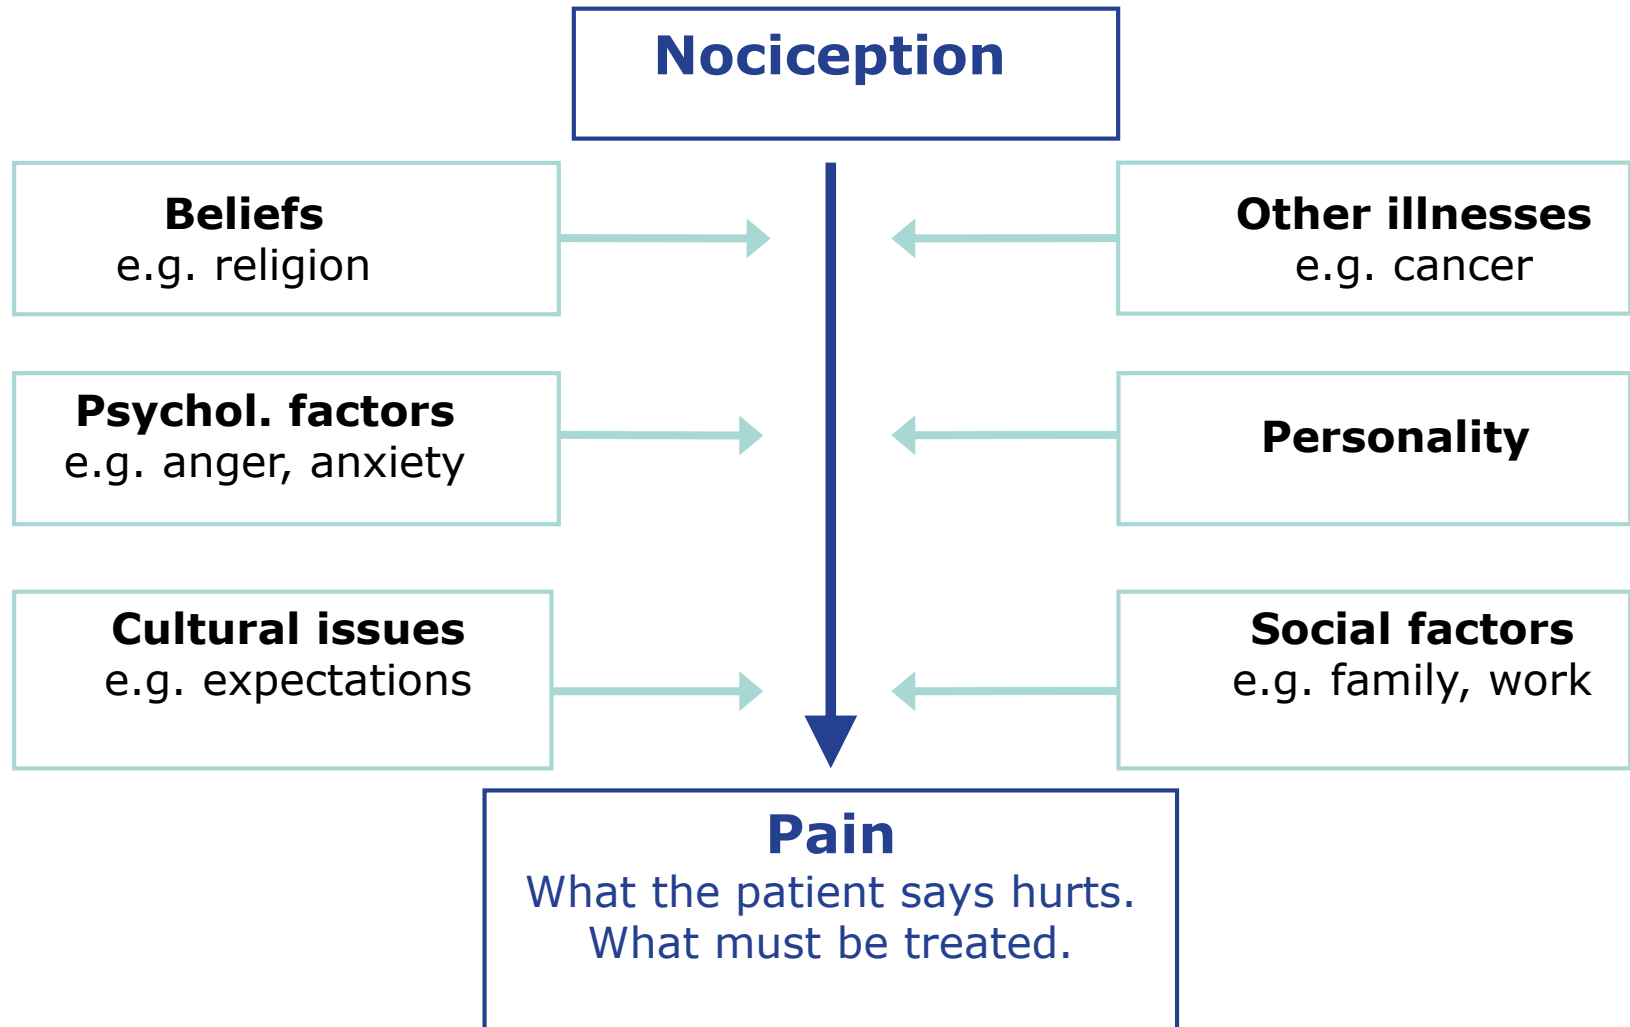 Nociception
Beliefs
e.g. religion
Other illnesses
e.g. cancer
Psychol. factors
e.g. anger, anxiety
Personality
Cultural issues
e.g. expectations
Social factors
e.g. family, work
Pain
What the patient says hurts.
What must be treated.